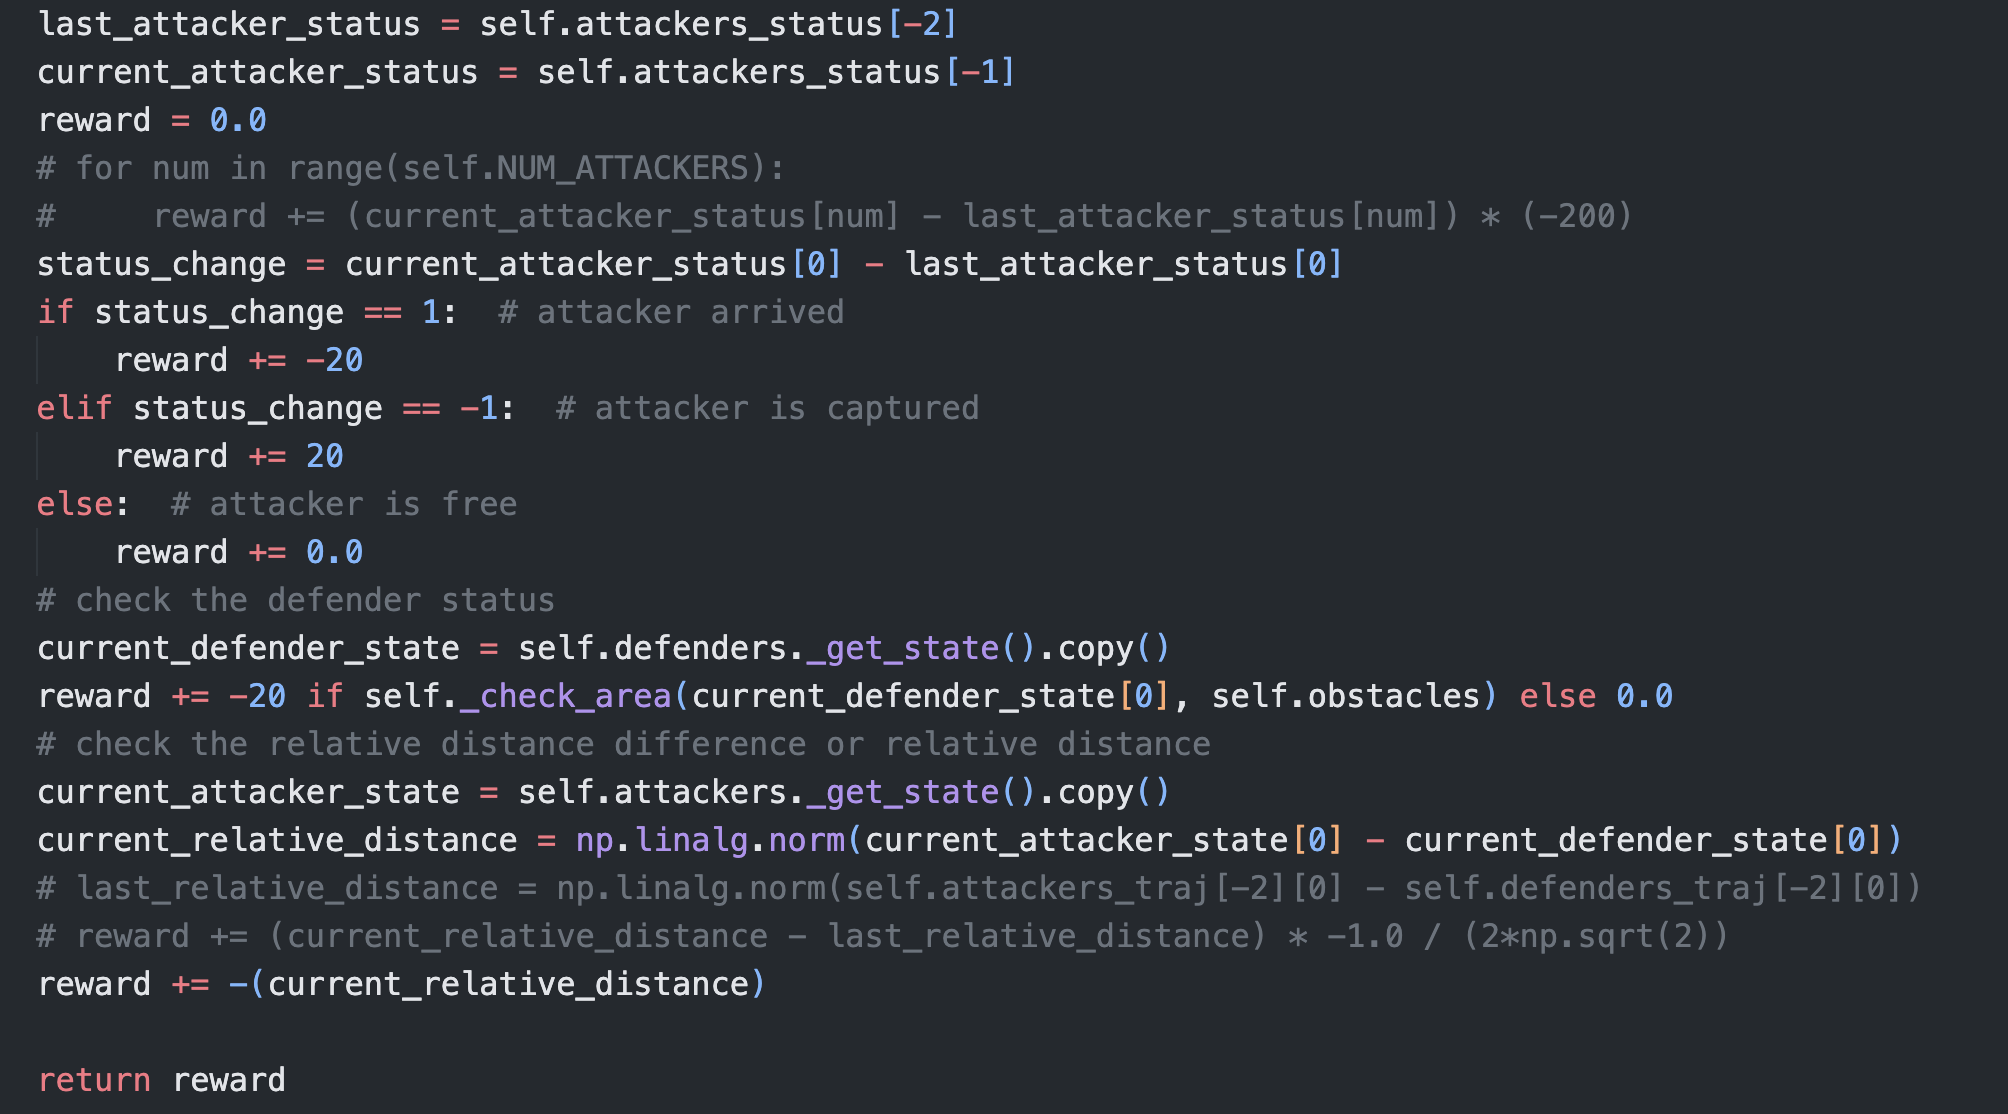 last_attacker_status = self.attackers_status[-2]
current_attacker_status = self.attackers_status[-1]
reward = 0.0
# for num in range(self.NUM_ATTACKERS):
#     reward += (current_attacker_status[num] - last_attacker_status[num]) * (-200)
status_change = current_attacker_status[0] - last_attacker_status[0]
if status_change == 1:  # attacker arrived
    reward += -20
elif status_change == -1:  # attacker is captured
    reward += 20
else:  # attacker is free
    reward += 0.0
# check the defender status
current_defender_state = self.defenders._get_state().copy()
reward += -20 if self._check_area(current_defender_state[0], self.obstacles) else 0.0
# check the relative distance difference or relative distance
current_attacker_state = self.attackers._get_state().copy()
current_relative_distance = np.linalg.norm(current_attacker_state[0] - current_defender_state[0])
# last_relative_distance = np.linalg.norm(self.attackers_traj[-2][0] - self.defenders_traj[-2][0])
# reward += (current_relative_distance - last_relative_distance) * -1.0 / (2*np.sqrt(2))
reward += -(current_relative_distance)
return reward